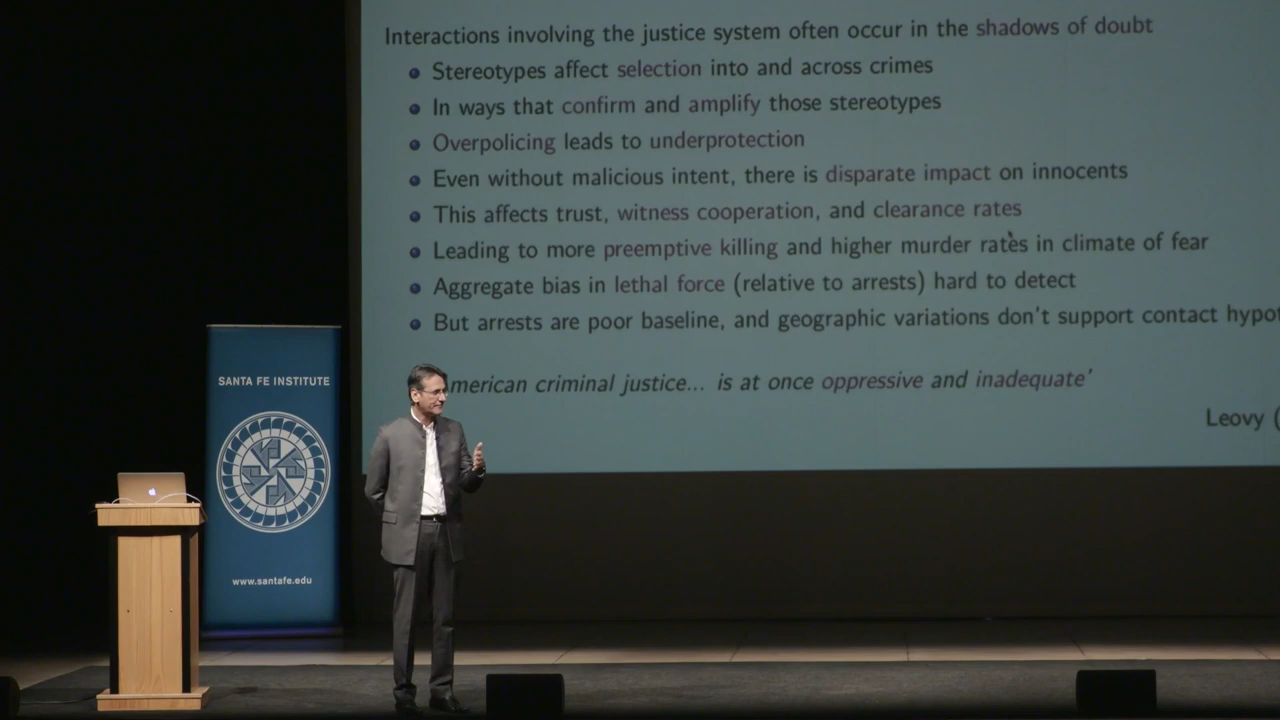 Interactions involving the justice system often occur in the shadows of doubt
Stereotypes affect selection into and across crimes
In ways that confirm and amplify those stereotypes
Overpolicing leads to underprotection
Even without malicious intent, there is disparate impact on innocents
This affects trust, witness cooperation, and clearance rates
Leading to more preemptive killing and higher murder rates in climate of fear
Aggregate bias in lethal force (relative to arrests) hard to detect
But arrests are poor baseline, and geographic variations don't support contact
merican criminal justice... is at once oppressive and inadequate'
Leovy (
SANTA FE INSTITUTE
www.santafe.edu